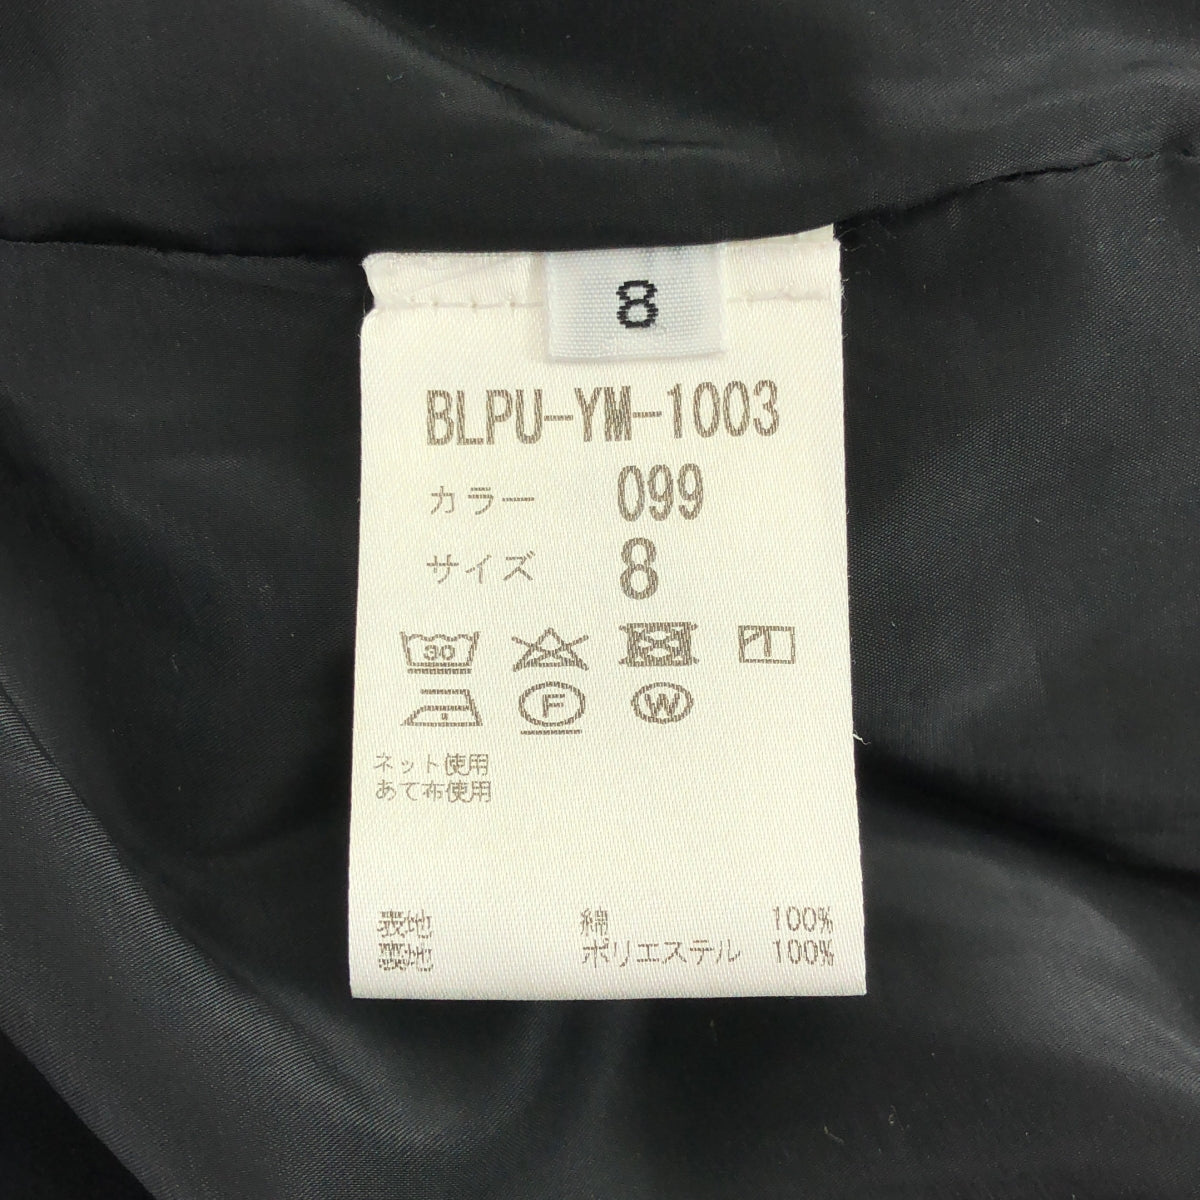 8
BLPU-YM-1003
カラー 099
サイズ 8
30
F W
ネット使用
あて布使用
表地 綿 100%
裏地 ポリエステル 100%